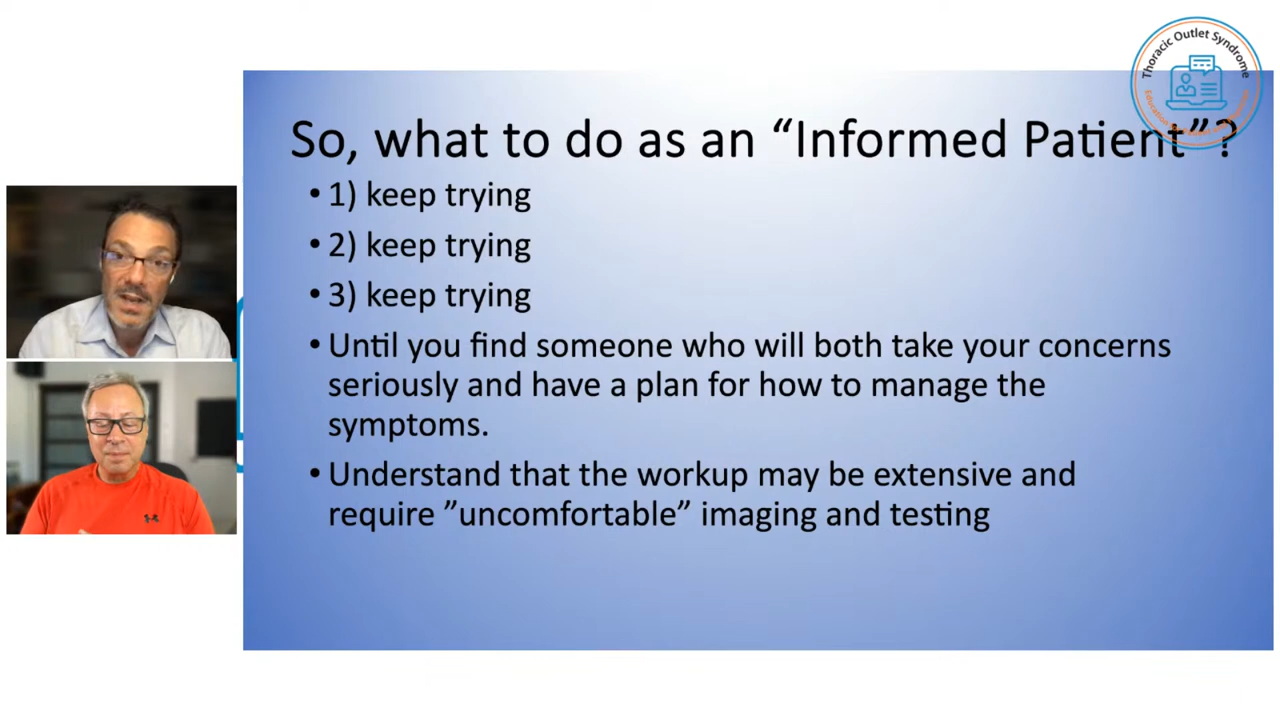 Thoracic Outlet Syndrome
So, what to do as an “Informed Patient”?
• 1) keep trying
• 2) keep trying
• 3) keep trying
• Until you find someone who will both take your concerns
seriously and have a plan for how to manage the
symptoms.
• Understand that the workup may be extensive and
require ”uncomfortable” imaging and testing